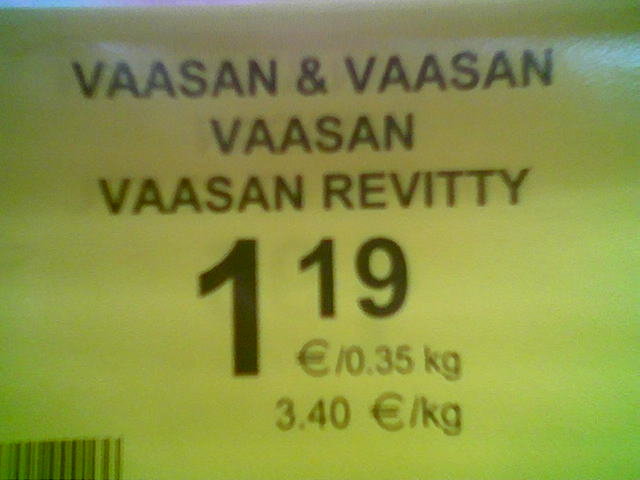 VAASAN & VAASAN
VAASAN
VAASAN REVITTY
1 19
€/0.35 kg
3.40 €/kg